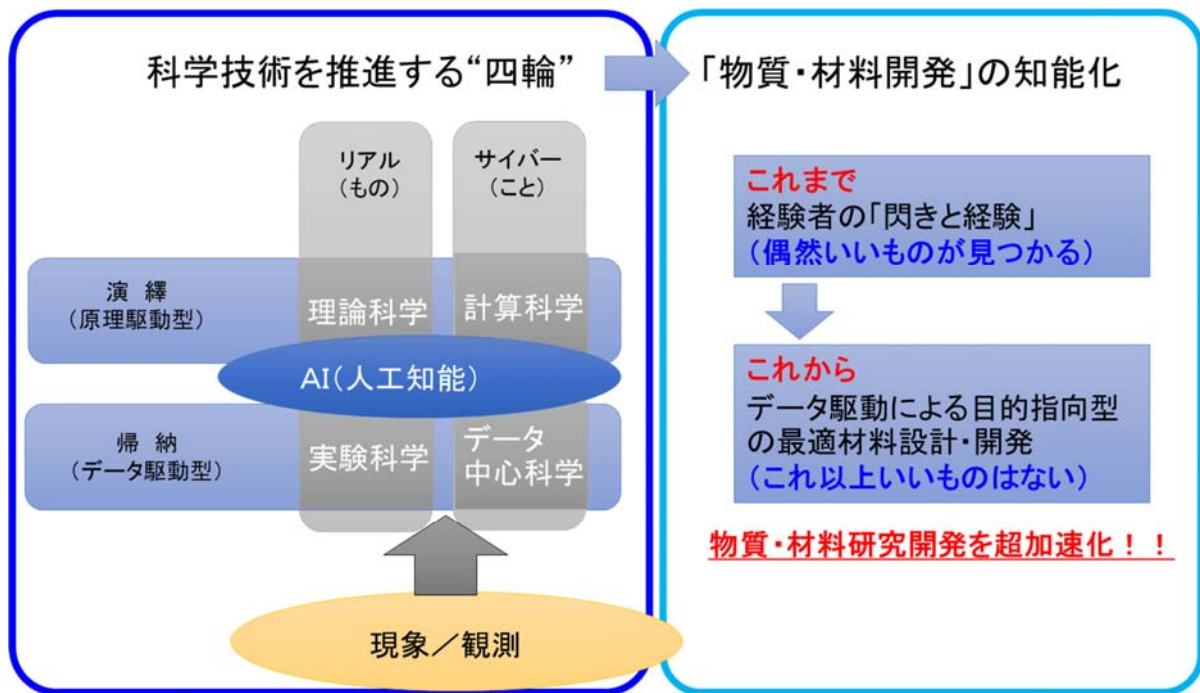 科学技術を推進する“四輪”
リアル
(もの)
サイバー
(こと)
演 繹
(原理駆動型)
理論科学
計算科学
AI(人工知能)
帰 納
(データ駆動型)
実験科学
データ
中心科学
現象／観測
「物質・材料開発」の知能化
これまで
経験者の「閃きと経験」
(偶然いいものが見つかる)
これから
データ駆動による目的指向型
の最適材料設計・開発
(これ以上いいものはない)
物質・材料研究開発を超加速化！！